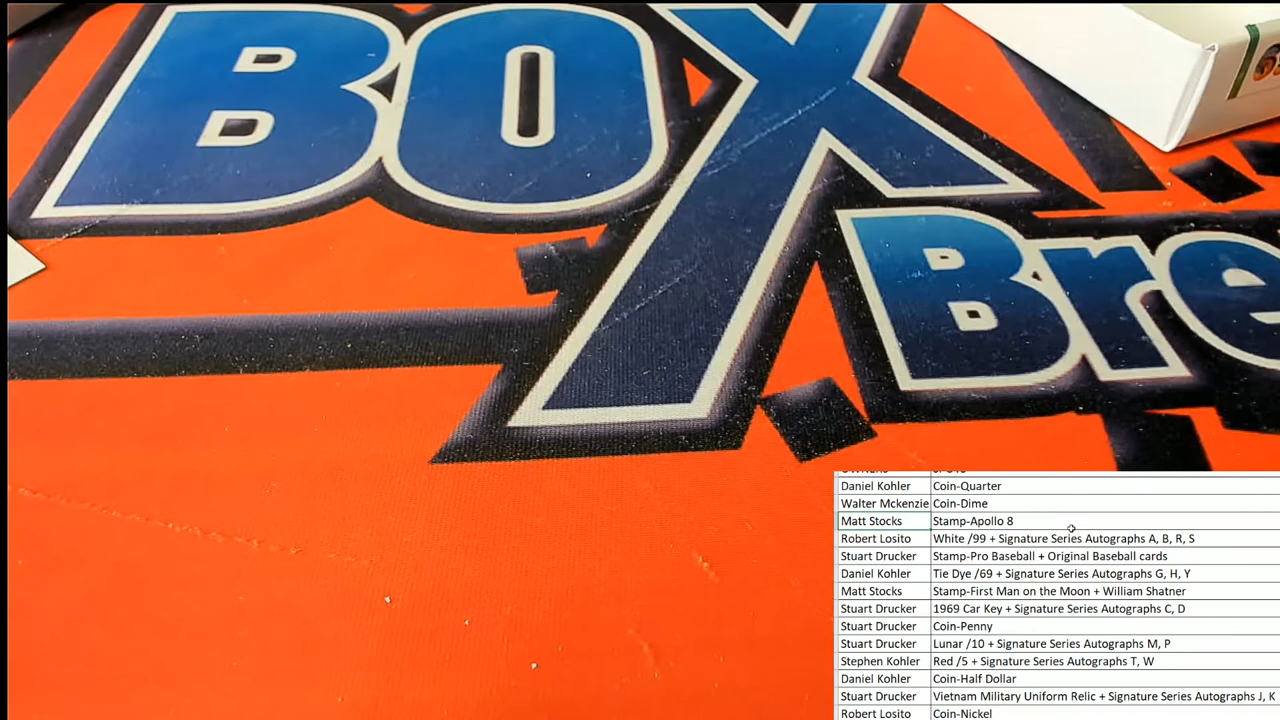 BOX
Bre
Daniel Kohler Coin-Quarter
Walter Mckenzie Coin-Dime
Matt Stocks Stamp-Apollo 8
Robert Losito White /99 + Signature Series Autographs A, B, R, S
Stuart Drucker Stamp-Pro Baseball + Original Baseball cards
Daniel Kohler Tie Dye /69 + Signature Series Autographs G, H, Y
Matt Stocks Stamp-First Man on the Moon + William Shatner
Stuart Drucker 1969 Car Key + Signature Series Autographs C, D
Stuart Drucker Coin-Penny
Stuart Drucker Lunar /10 + Signature Series Autographs M, P
Stephen Kohler Red /5 + Signature Series Autographs T, W
Daniel Kohler Coin-Half Dollar
Stuart Drucker Vietnam Military Uniform Relic + Signature Series Autographs J, K
Robert Losito Coin-Nickel